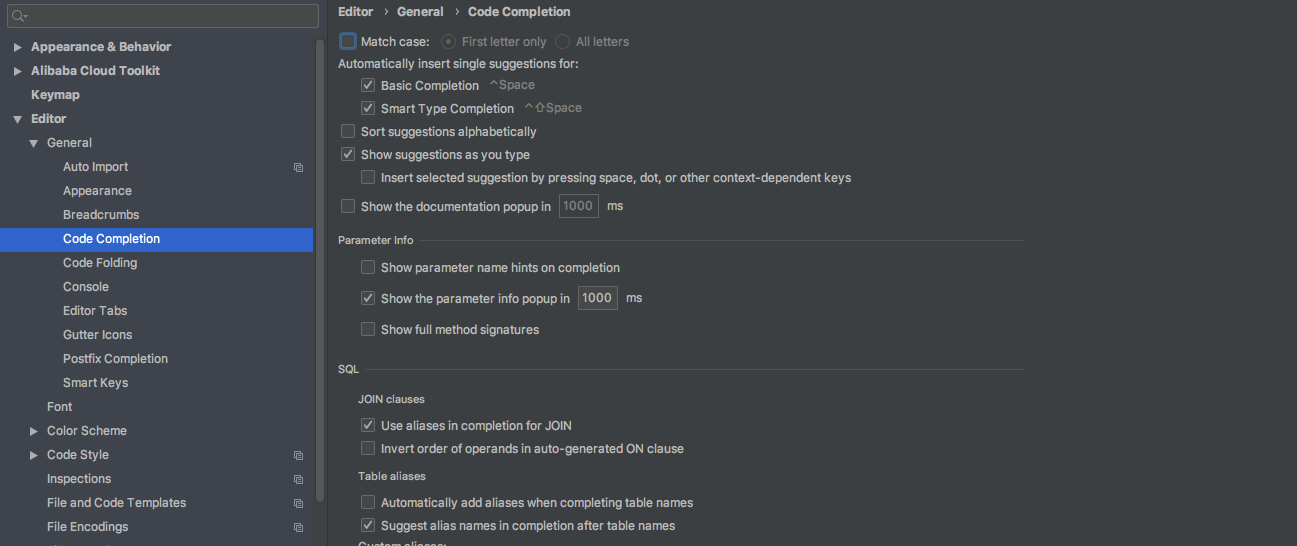 Appearance & Behavior
Alibaba Cloud Toolkit
Keymap
Editor
General
Auto Import
Appearance
Breadcrumbs
Code Completion
Code Folding
Console
Editor Tabs
Gutter Icons
Postfix Completion
Smart Keys
Font
Color Scheme
Code Style
Inspections
File and Code Templates
File Encodings
Editor › General › Code Completion
Match case: First letter only All letters
Automatically insert single suggestions for:
Basic Completion ^Space
Smart Type Completion ^⇧Space
Sort suggestions alphabetically
Show suggestions as you type
Insert selected suggestion by pressing space, dot, or other context-dependent keys
Show the documentation popup in 1000 ms
Parameter Info
Show parameter name hints on completion
Show the parameter info popup in 1000 ms
Show full method signatures
SQL
JOIN clauses
Use aliases in completion for JOIN
Invert order of operands in auto-generated ON clause
Table aliases
Automatically add aliases when completing table names
Suggest alias names in completion after table names
Custom aliases: